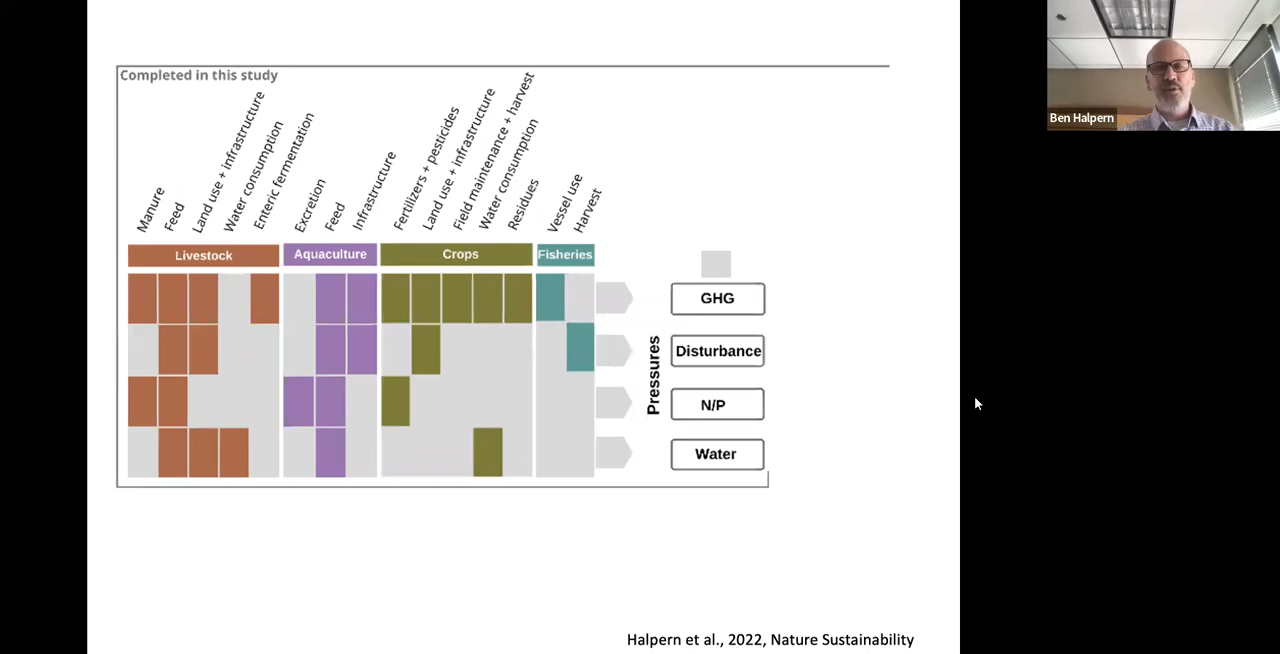 Completed in this study
Manure
Feed
Land use + infrastructure
Water consumption
Enteric fermentation
Excretion
Feed
Infrastructure
Fertilizers + pesticides
Land use + infrastructure
Field maintenance + harvest
Water consumption
Residues
Vessel use
Harvest
Livestock
Aquaculture
Crops
Fisheries
Pressures
GHG
Disturbance
N/P
Water
Halpern et al., 2022, Nature Sustainability
Ben Halpern